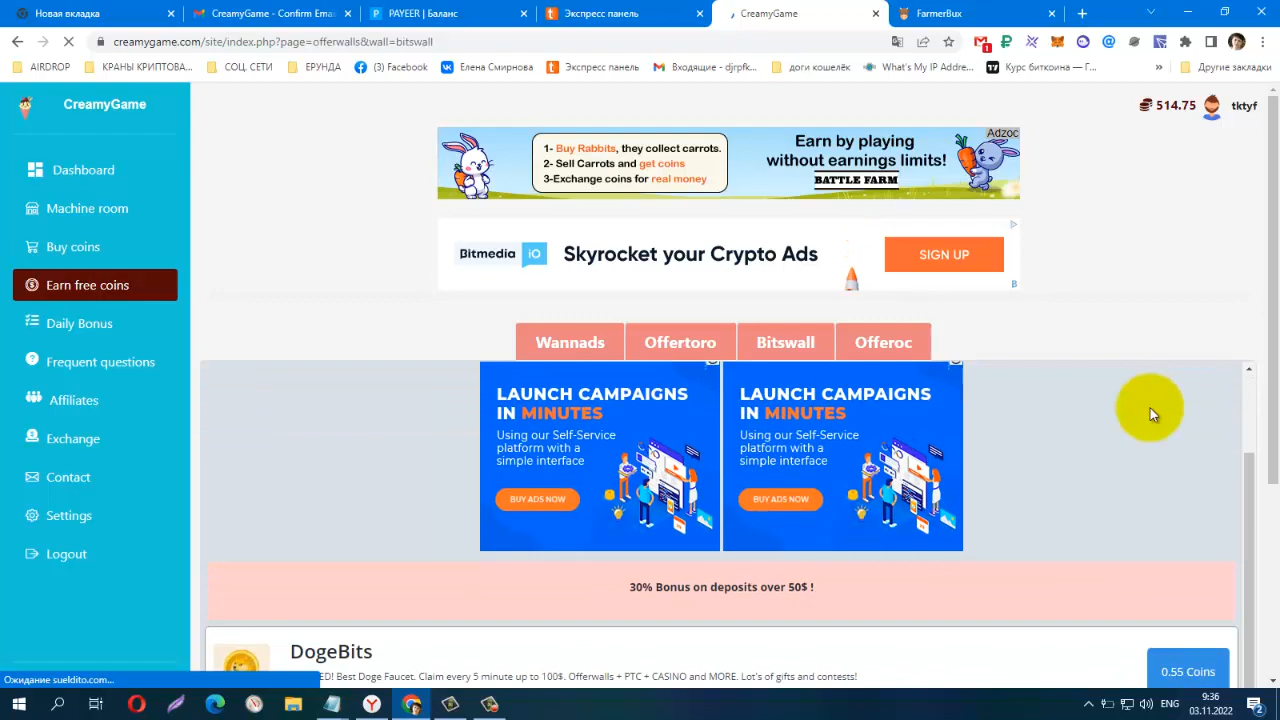 Новая вкладка
CreamyGame - Confirm Emai
PAYEER | Баланс
Экспресс панель
CreamyGame
FarmerBux
creamygame.com/site/index.php?page=offerwalls&wall=bitswall
AIRDROP
КРАНЫ КРИПТОВА...
СОЦ. СЕТИ
ЕРУНДА
(3) Facebook
Елена Смирнова
Экспресс панель
Входящие - djrpfk...
доги кошелёк
What's My IP Addre...
Курс биткоина — Г...
»
Другие закладки
CreamyGame
514.75
tktyf
Dashboard
Machine room
Buy coins
Earn free coins
Daily Bonus
Frequent questions
Affiliates
Exchange
Contact
Settings
Logout
Adzoc
1- Buy Rabbits, they collect carrots.
2- Sell Carrots and get coins
3-Exchange coins for real money
Earn by playing
without earnings limits!
BATTLE FARM
Bitmedia iO
Skyrocket your Crypto Ads
SIGN UP
B
Wannads
Offertoro
Bitswall
Offeroc
LAUNCH CAMPAIGNS
IN MINUTES
Using our Self-Service
platform with a
simple interface
BUY ADS NOW
LAUNCH CAMPAIGNS
IN MINUTES
Using our Self-Service
platform with a
simple interface
BUY ADS NOW
30% Bonus on deposits over 50$ !
DogeBits
ED! Best Doge Faucet. Claim every 5 minute up to 100$. Offerwalls + PTC + CASINO and MORE. Lot's of gifts and contests!
0.55 Coins
Ожидание sueldito.com...
ENG
9:36
03.11.2022
2